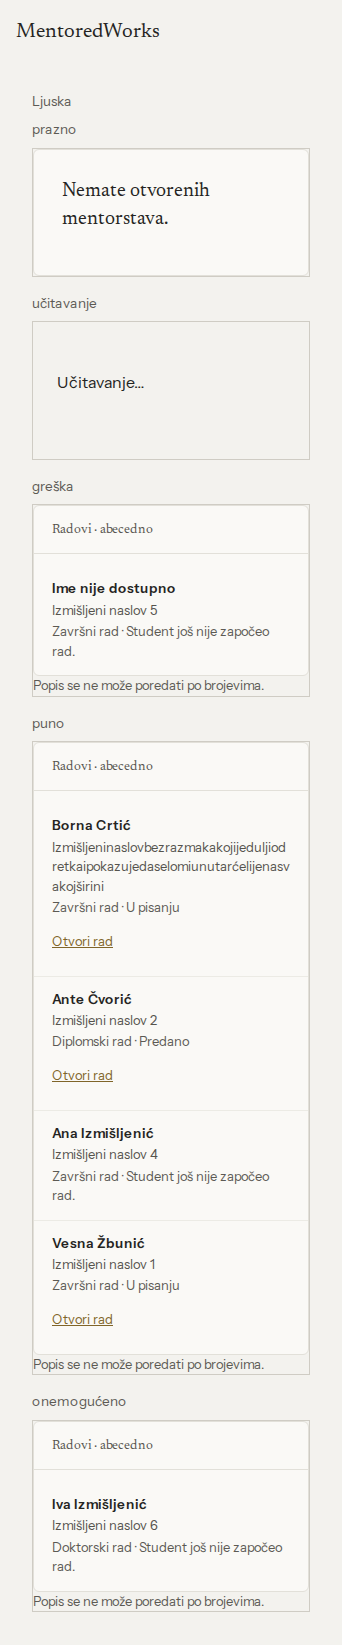 MentoredWorks
Ljuska
prazno
Nemate otvorenih
mentorstava.
učitavanje
Učitavanje…
greška
Radovi · abecedno
Ime nije dostupno
Izmišljeni naslov 5
Završni rad · Student još nije započeo
rad.
Popis se ne može poredati po brojevima.
puno
Radovi · abecedno
Borna Crtić
Izmišljeninaslovbezrazmakakojijeduljiod
retkaipokazujedaselomiunutarćelijenasv
akojširini
Završni rad · U pisanju
Otvori rad
Ante Čvorić
Izmišljeni naslov 2
Diplomski rad · Predano
Otvori rad
Ana Izmišljenić
Izmišljeni naslov 4
Završni rad · Student još nije započeo
rad.
Vesna Žbunić
Izmišljeni naslov 1
Završni rad · U pisanju
Otvori rad
Popis se ne može poredati po brojevima.
onemogućeno
Radovi · abecedno
Iva Izmišljenić
Izmišljeni naslov 6
Doktorski rad · Student još nije započeo
rad.
Popis se ne može poredati po brojevima.